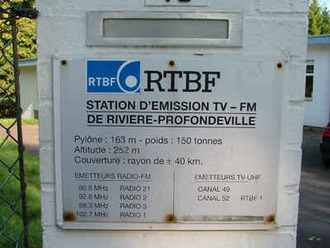 RTBF RTBF
STATION D'EMISSION TV - FM
DE RIVIERE-PROFONDEVILLE
Pylône : 163 m - poids : 150 tonnes
Altitude : 252 m
Couverture : rayon de ± 40 km.
EMETTEURS RADIO-FM EMETTEURS TV-UHF
90.8 MHz RADIO 21 CANAL 49
92.8 MHz RADIO 2 CANAL 52 RTBF 1
98.3 MHz RADIO 3
102.7 MHz RADIO 1